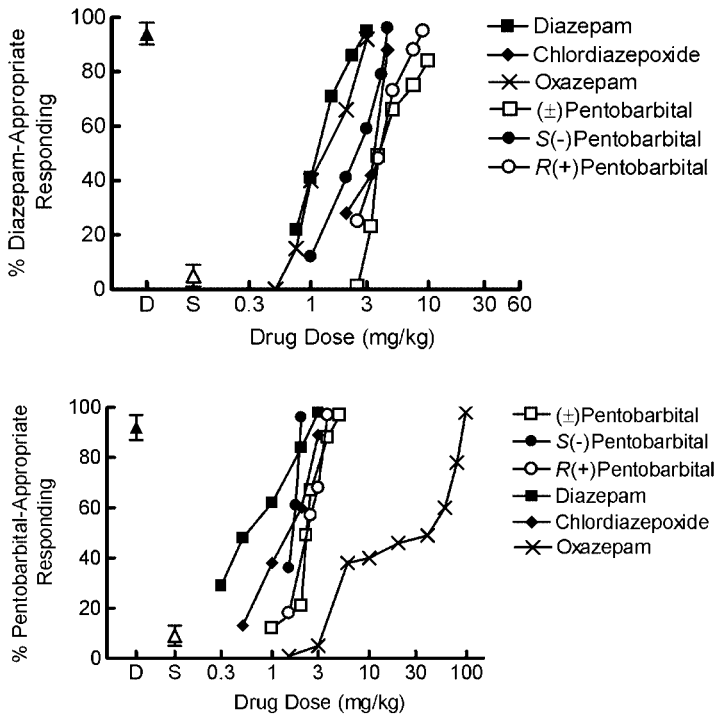 % Diazepam-Appropriate
Responding
100
80
60
40
20
0
D S 0.3 1 3 10 30 60
Drug Dose (mg/kg)
Diazepam
Chlordiazepoxide
Oxazepam
(±)Pentobarbital
S(-)Pentobarbital
R(+)Pentobarbital
% Pentobarbital-Appropriate
Responding
100
80
60
40
20
0
D S 0.3 1 3 10 30 100
Drug Dose (mg/kg)
(±)Pentobarbital
S(-)Pentobarbital
R(+)Pentobarbital
Diazepam
Chlordiazepoxide
Oxazepam